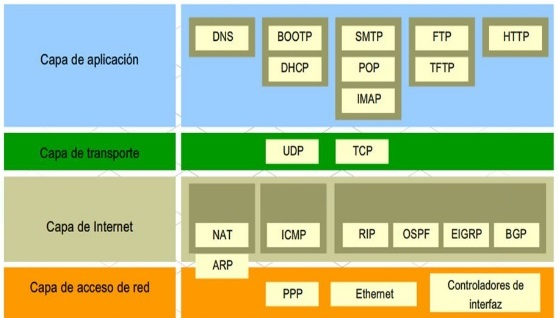 Capa de aplicación
DNS
BOOTP
SMTP
FTP
HTTP
DHCP
POP
TFTP
IMAP
Capa de transporte
UDP
TCP
Capa de Internet
NAT
ICMP
RIP
OSPF
EIGRP
BGP
ARP
Capa de acceso de red
PPP
Ethernet
Controladores de
interfaz